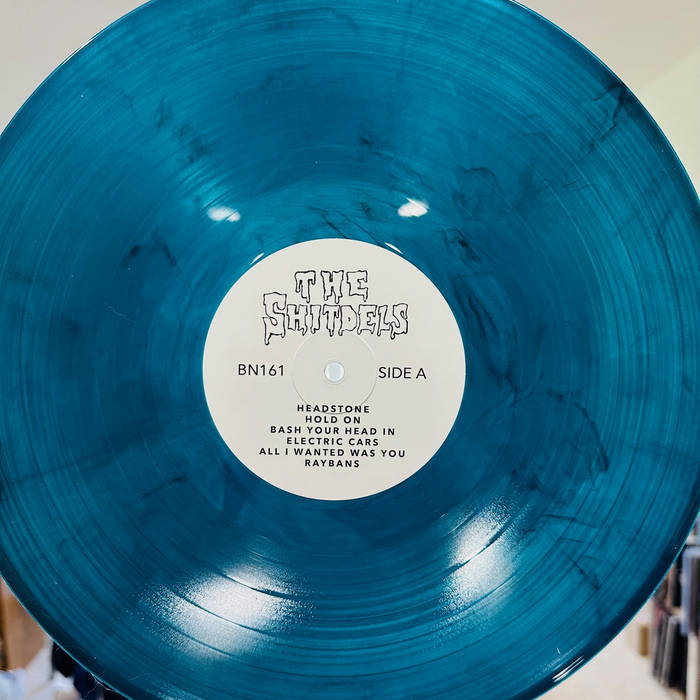 THE
SHITDELS
BN161 SIDE A
HEADSTONE
HOLD ON
BASH YOUR HEAD IN
ELECTRIC CARS
ALL I WANTED WAS YOU
RAYBANS